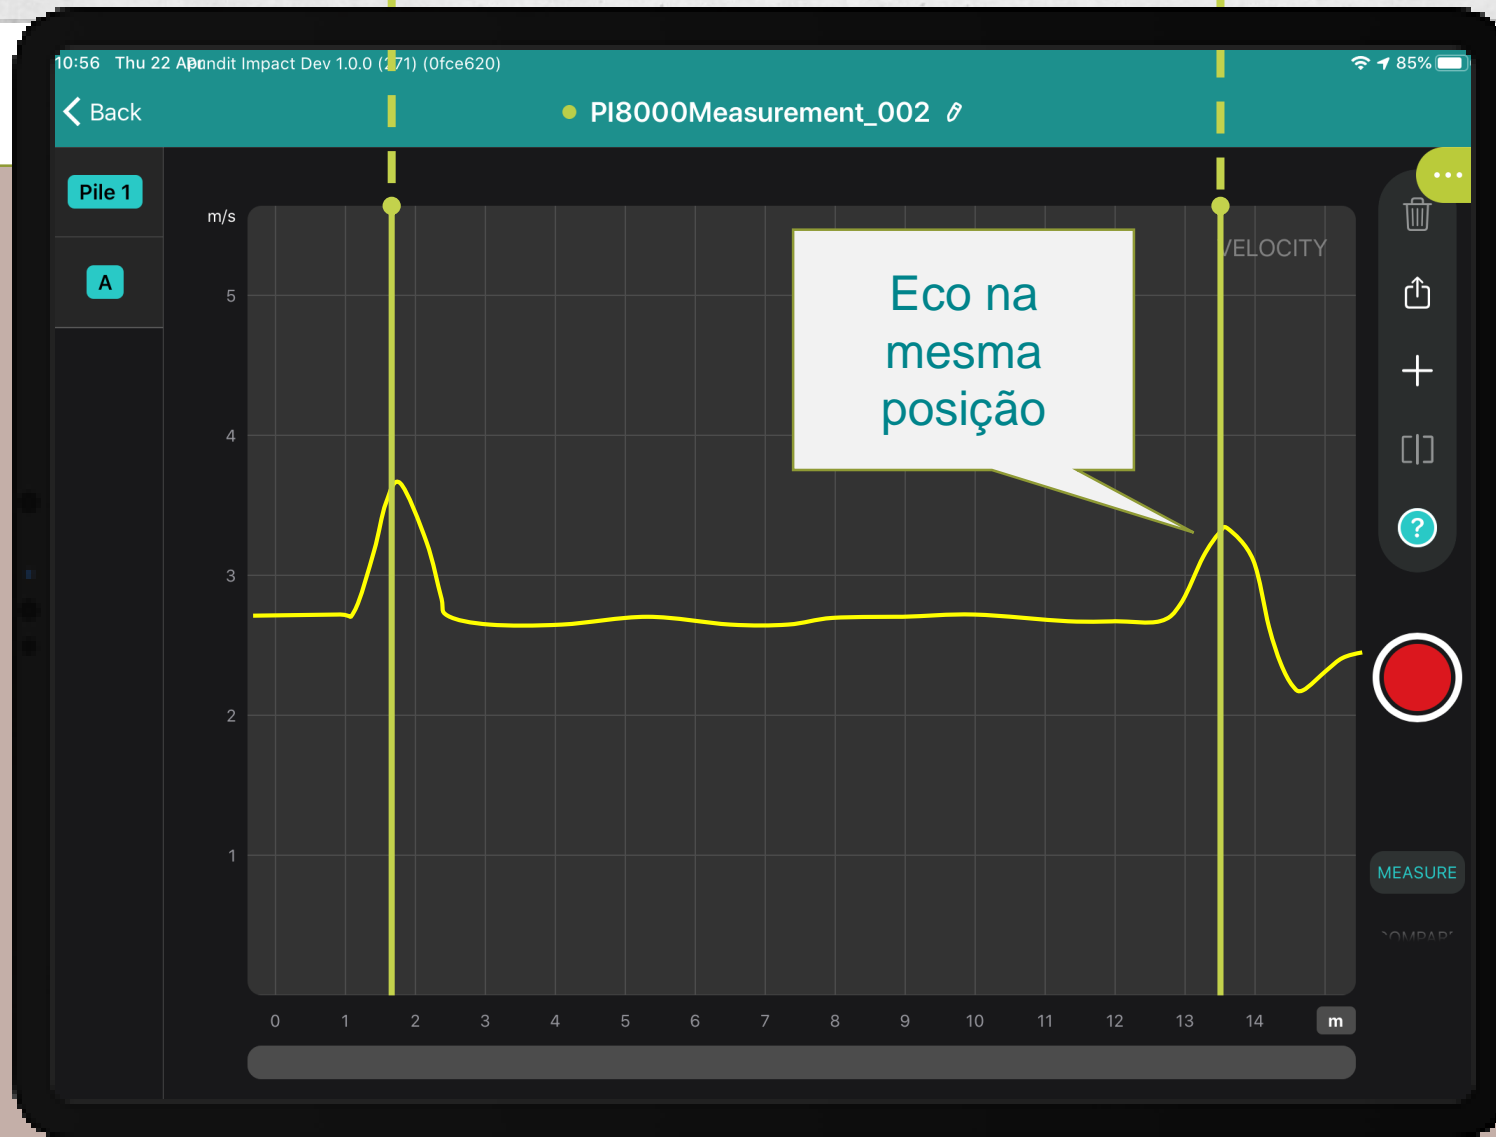 10:56 Thu 22 Apr
Pundit Impact Dev 1.0.0 (271) (0fce620)
85%
Back
PI8000Measurement_002
Pile 1
A
m/s
VELOCITY
Eco na
mesma
posição
5
4
3
2
1
0 1 2 3 4 5 6 7 8 9 10 11 12 13 14 m
?
MEASURE